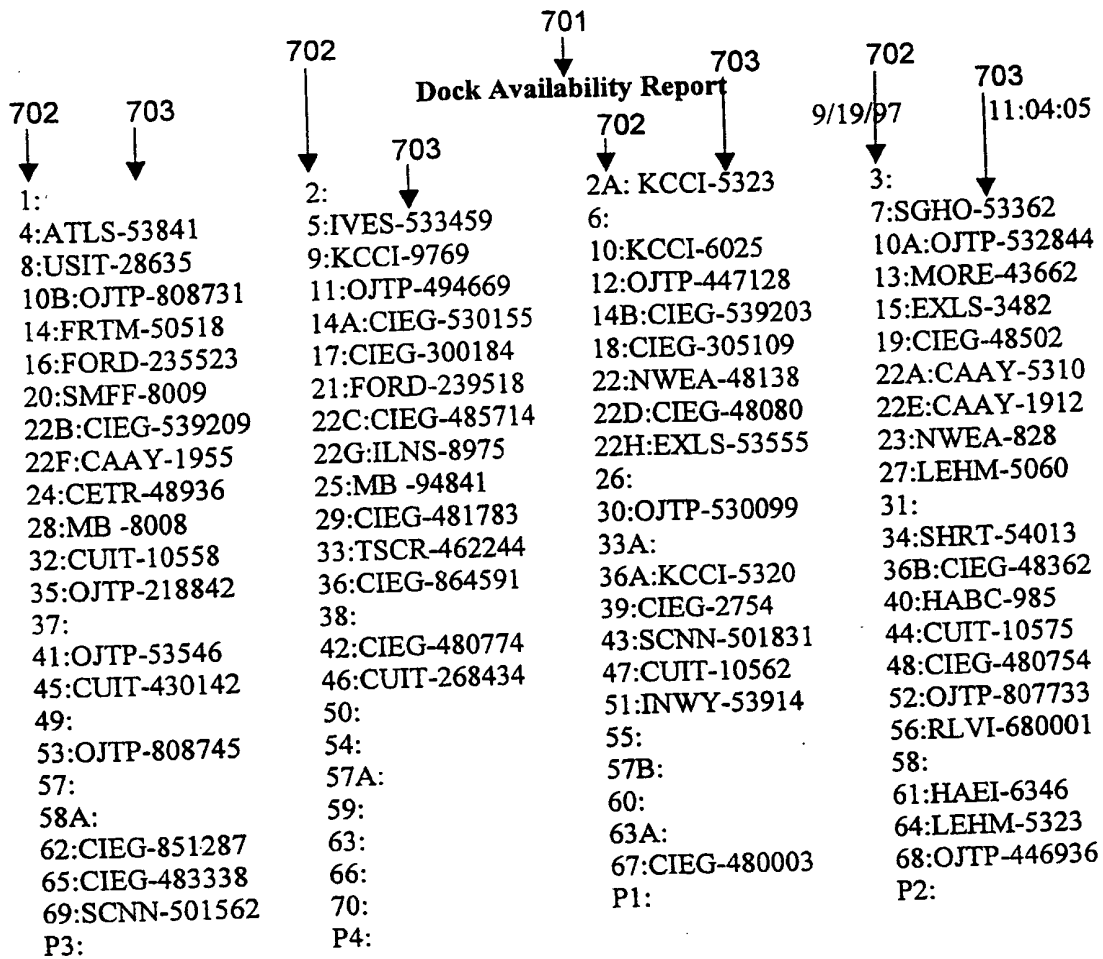 701
702 703 702
Dock Availability Report
702 703 702 9/19/97 703 11:04:05
703
1: 2: 2A: KCCI-5323 3:
4:ATLS-53841 5:IVES-533459 6: 7:SGHO-53362
8:USIT-28635 9:KCCI-9769 10:KCCI-6025 10A:OJTP-532844
10B:OJTP-808731 11:OJTP-494669 12:OJTP-447128 13:MORE-43662
14:FRTM-50518 14A:CIEG-530155 14B:CIEG-539203 15:EXLS-3482
16:FORD-235523 17:CIEG-300184 18:CIEG-305109 19:CIEG-48502
20:SMFF-8009 21:FORD-239518 22:NWEA-48138 22A:CAAY-5310
22B:CIEG-539209 22C:CIEG-485714 22D:CIEG-48080 22E:CAAY-1912
22F:CAAY-1955 22G:ILNS-8975 22H:EXLS-53555 23:NWEA-828
24:CETR-48936 25:MB -94841 26: 27:LEHM-5060
28:MB -8008 29:CIEG-481783 30:OJTP-530099 31:
32:CUIT-10558 33:TSCR-462244 33A: 34:SHRT-54013
35:OJTP-218842 36:CIEG-864591 36A:KCCI-5320 36B:CIEG-48362
37: 38: 39:CIEG-2754 40:HABC-985
41:OJTP-53546 42:CIEG-480774 43:SCNN-501831 44:CUIT-10575
45:CUIT-430142 46:CUIT-268434 47:CUIT-10562 48:CIEG-480754
49: 50: 51:INWY-53914 52:OJTP-807733
53:OJTP-808745 54: 55: 56:RLVI-680001
57: 57A: 57B: 58:
58A: 59: 60: 61:HAEI-6346
62:CIEG-851287 63: 63A: 64:LEHM-5323
65:CIEG-483338 66: 67:CIEG-480003 68:OJTP-446936
69:SCNN-501562 70: P1: P2:
P3: P4: